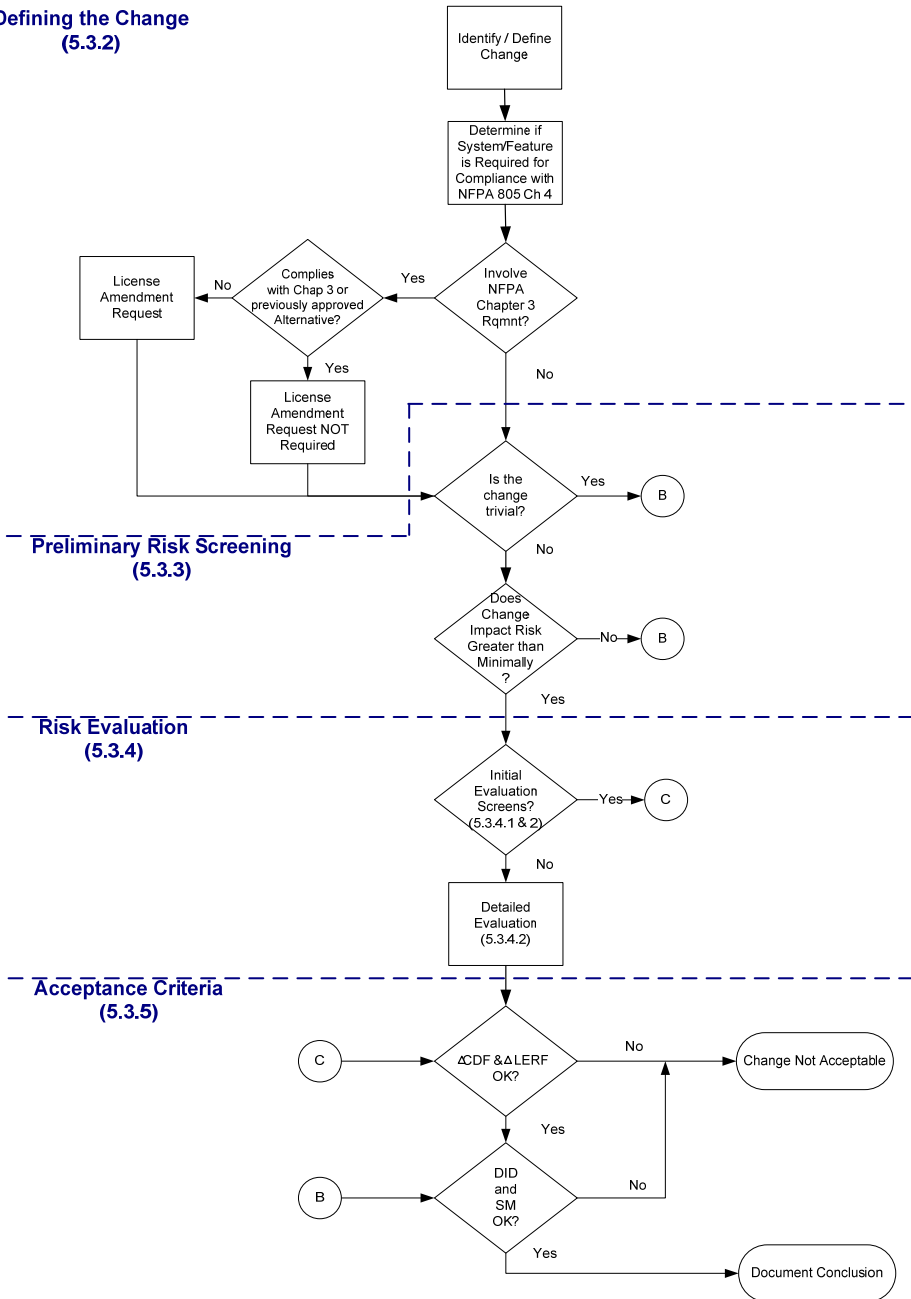 Defining the Change
(5.3.2)
Identify / Define
Change
Determine if
System/Feature
is Required for
Compliance with
NFPA 805 Ch 4
Involve
NFPA
Chapter 3
Rqmnt?
Yes
Complies
with Chap 3 or
previously approved
Alternative?
No
License
Amendment
Request
Yes
License
Amendment
Request NOT
Required
No
Is the
change
trivial?
Yes
B
Preliminary Risk Screening
(5.3.3)
No
Does
Change
Impact Risk
Greater than
Minimally
?
No
B
Yes
Risk Evaluation
(5.3.4)
Initial
Evaluation
Screens?
(5.3.4.1 & 2)
Yes
C
No
Detailed
Evaluation
(5.3.4.2)
Acceptance Criteria
(5.3.5)
C
ΔCDF &ΔLERF
OK?
No
Change Not Acceptable
Yes
B
DID
and
SM
OK?
No
Yes
Document Conclusion